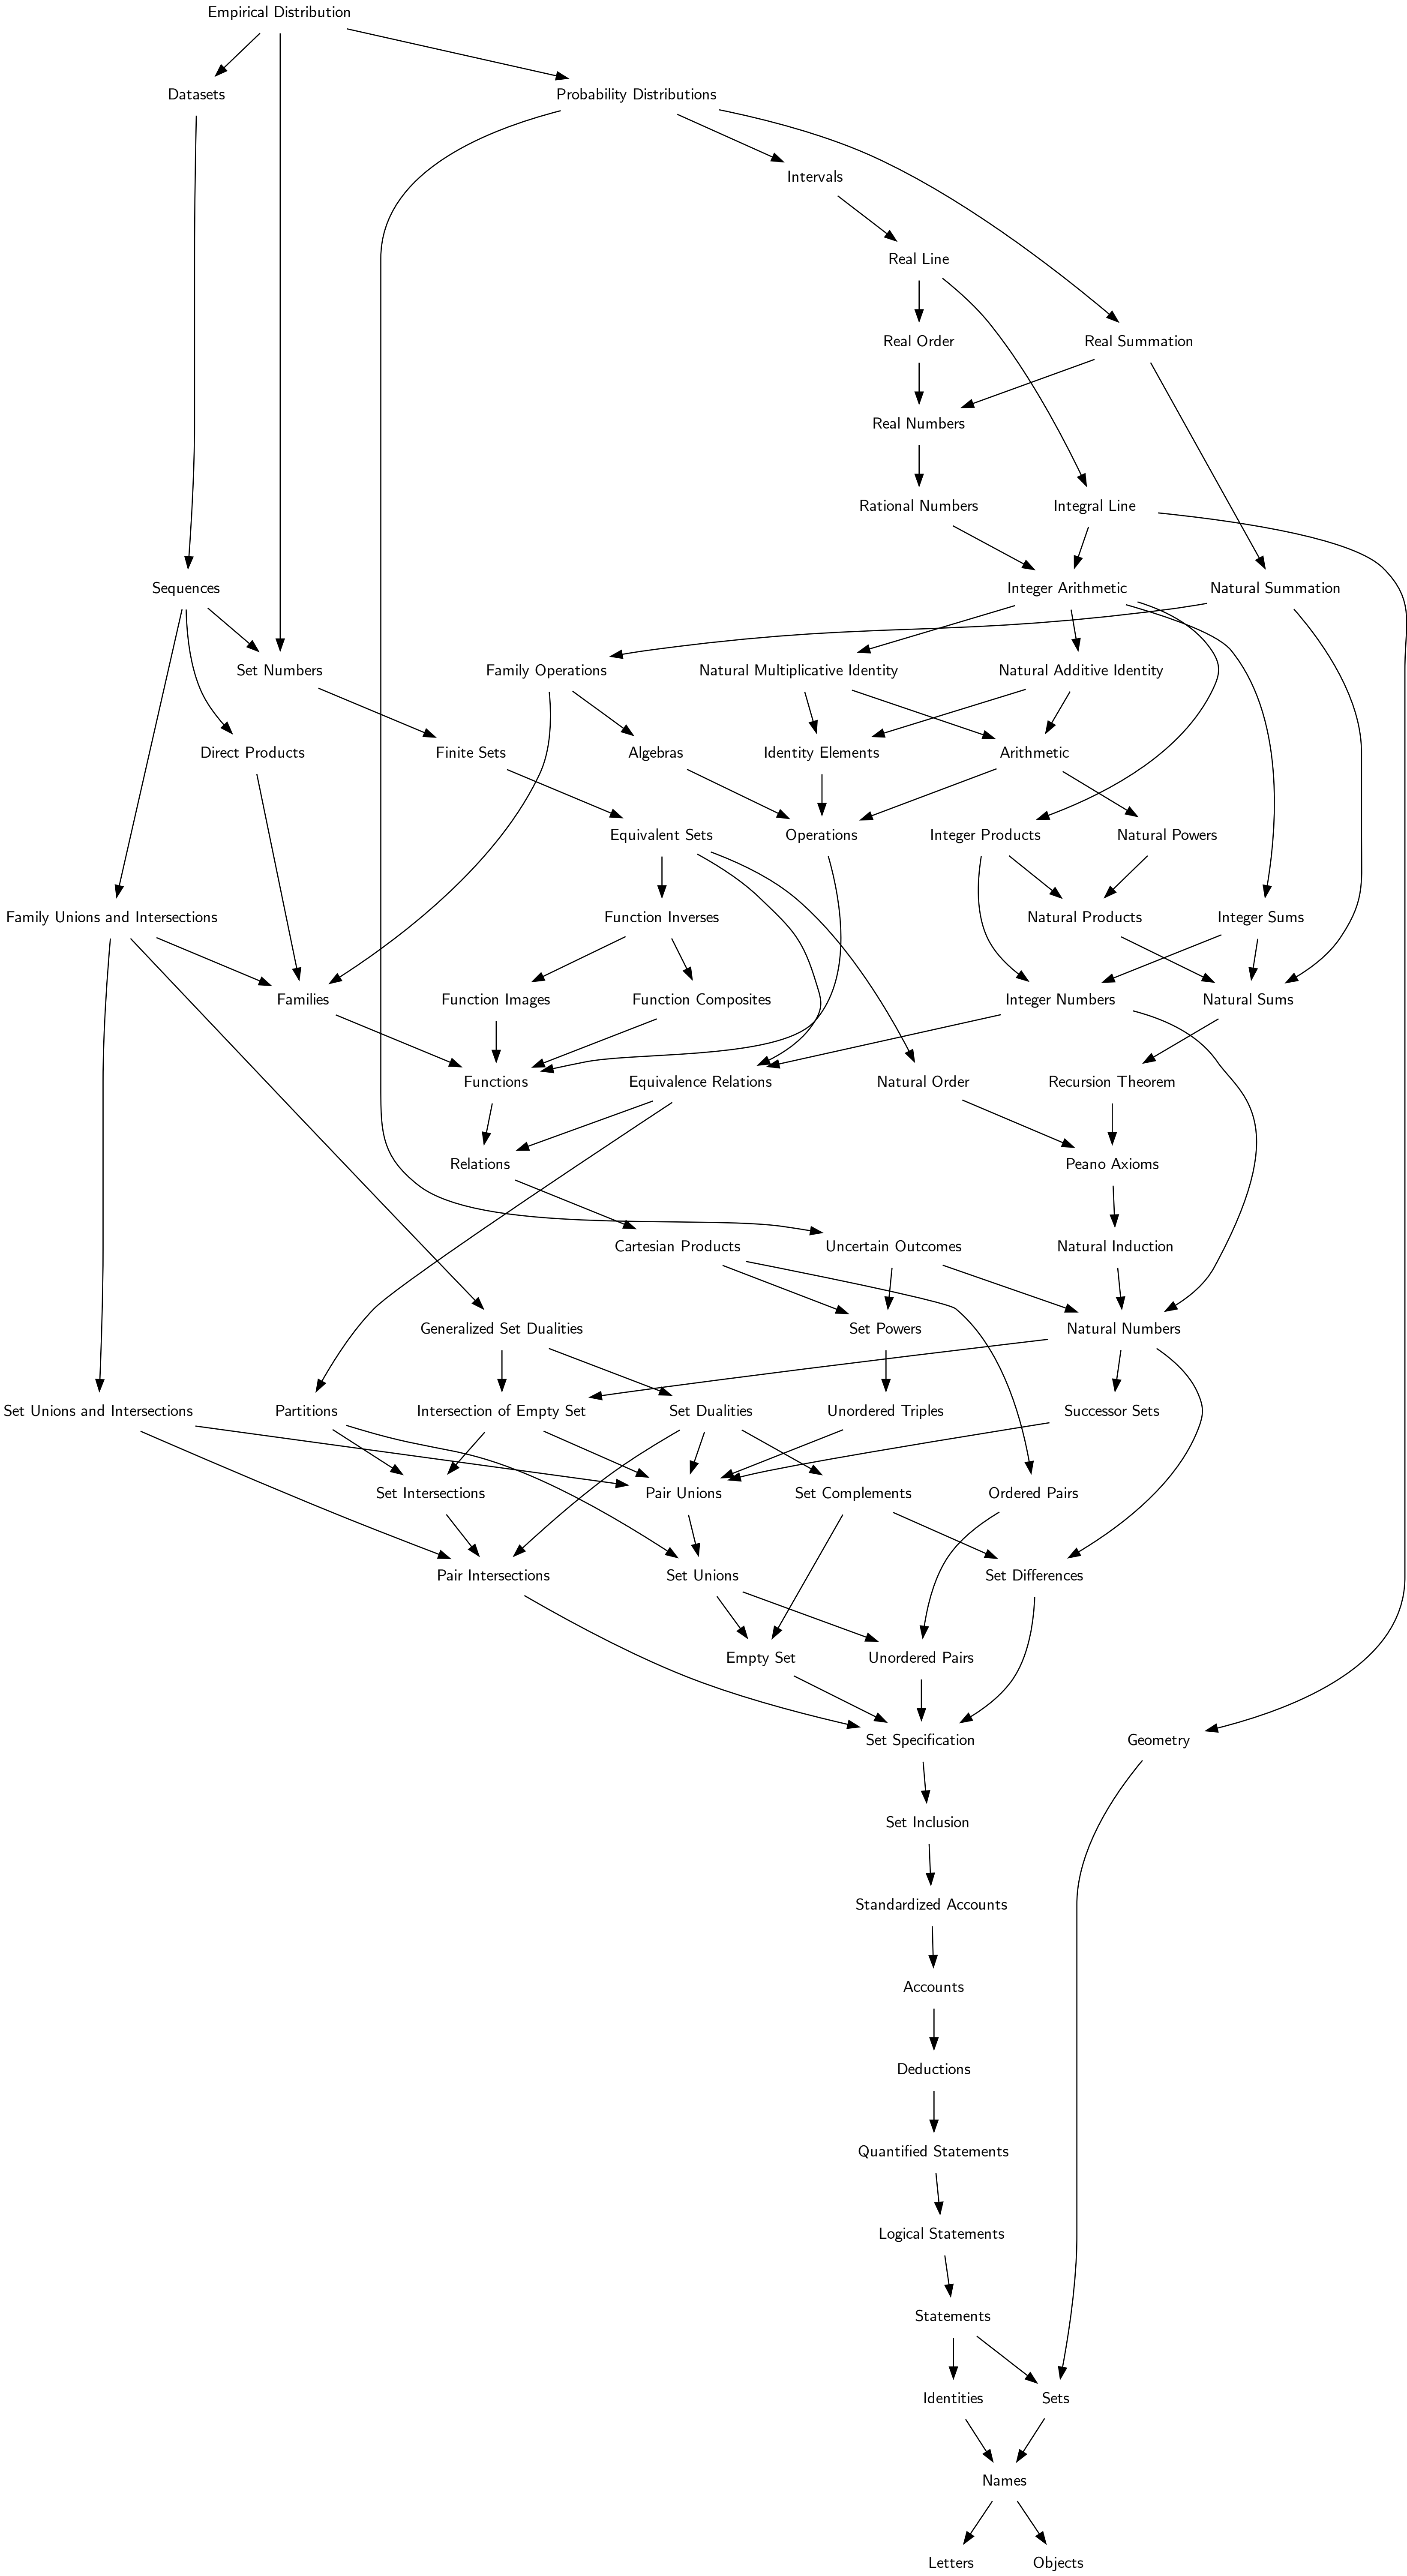 Empirical Distribution
Datasets
Probability Distributions
Intervals
Real Line
Real Order
Real Summation
Real Numbers
Rational Numbers
Integral Line
Sequences
Integer Arithmetic
Natural Summation
Set Numbers
Family Operations
Natural Multiplicative Identity
Natural Additive Identity
Direct Products
Finite Sets
Algebras
Identity Elements
Arithmetic
Equivalent Sets
Operations
Integer Products
Natural Powers
Family Unions and Intersections
Function Inverses
Natural Products
Integer Sums
Families
Function Images
Function Composites
Integer Numbers
Natural Sums
Functions
Equivalence Relations
Natural Order
Recursion Theorem
Relations
Peano Axioms
Cartesian Products
Uncertain Outcomes
Natural Induction
Generalized Set Dualities
Set Powers
Natural Numbers
Set Unions and Intersections
Partitions
Intersection of Empty Set
Set Dualities
Unordered Triples
Successor Sets
Set Intersections
Pair Unions
Set Complements
Ordered Pairs
Pair Intersections
Set Unions
Set Differences
Empty Set
Unordered Pairs
Set Specification
Geometry
Set Inclusion
Standardized Accounts
Accounts
Deductions
Quantified Statements
Logical Statements
Statements
Identities
Sets
Names
Letters
Objects